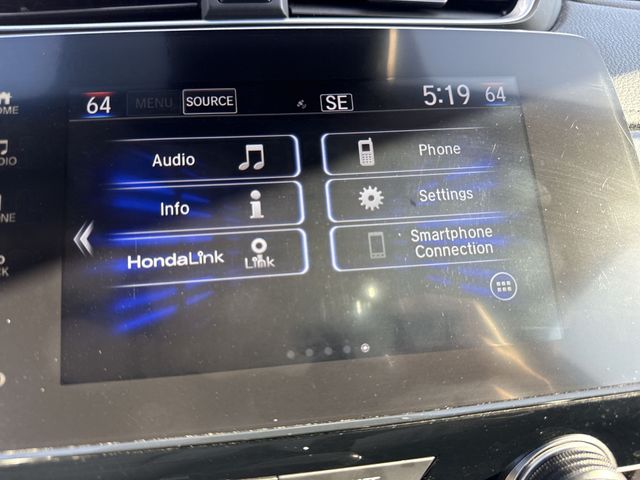 64 MENU SOURCE SE 5:19 64
Audio
Phone
Info
Settings
HondaLink Link
Smartphone
Connection